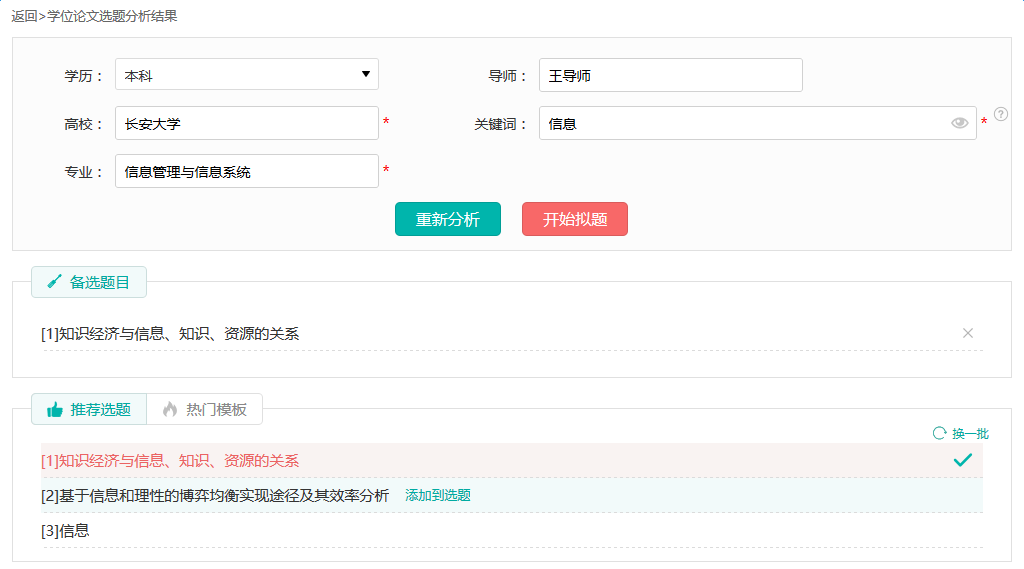 返回>学位论文选题分析结果
学历： 本科 导师： 王导师
高校： 长安大学 * 关键词： 信息 * ?
专业： 信息管理与信息系统 *
重新分析 开始拟题
备选题目
[1]知识经济与信息、知识、资源的关系
推荐选题 热门模板
换一批
[1]知识经济与信息、知识、资源的关系
[2]基于信息和理性的博弈均衡实现途径及其效率分析 添加到选题
[3]信息